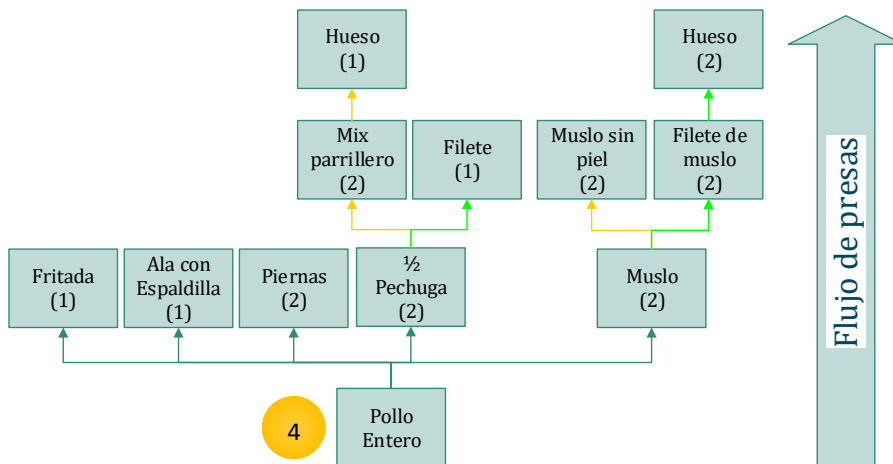 Hueso
(1)
Hueso
(2)
Mix
parrillero
(2)
Filete
(1)
Muslo sin
piel
(2)
Filete de
muslo
(2)
Fritada
(1)
Ala con
Espaldilla
(1)
Piernas
(2)
½
Pechuga
(2)
Muslo
(2)
4
Pollo
Entero
Flujo de presas